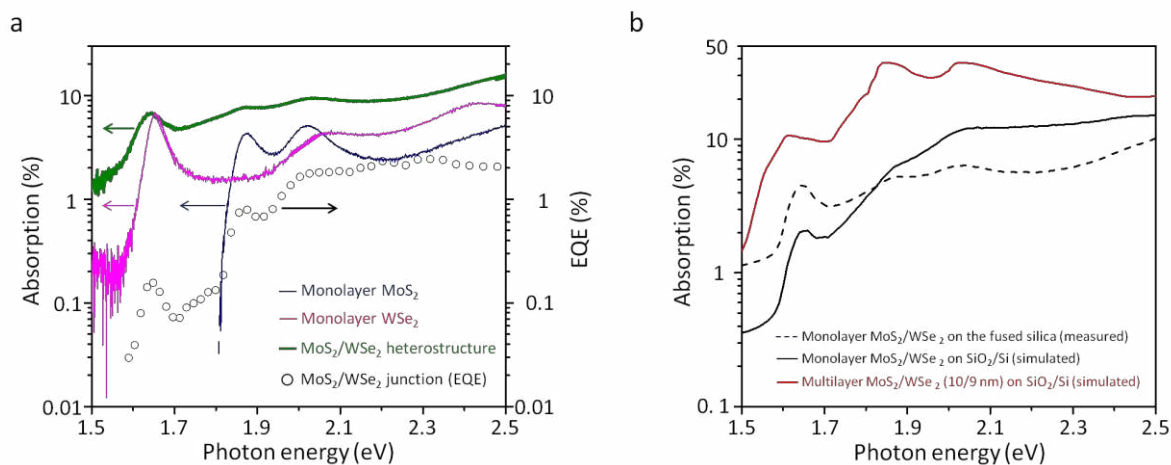 a
10
1
0.1
0.01
Absorption (%)
1.5
1.7
1.9
2.1
2.3
2.5
Photon energy (eV)
10
1
0.1
0.01
EQE (%)
Monolayer MoS₂
Monolayer WSe₂
MoS₂/WSe₂ heterostructure
MoS₂/WSe₂ junction (EQE)
b
50
10
1
0.1
Absorption (%)
1.5
1.7
1.9
2.1
2.3
2.5
Photon energy (eV)
Monolayer MoS₂/WSe₂ on the fused silica (measured)
Monolayer MoS₂/WSe₂ on SiO₂/Si (simulated)
Multilayer MoS₂/WSe₂ (10/9 nm) on SiO₂/Si (simulated)